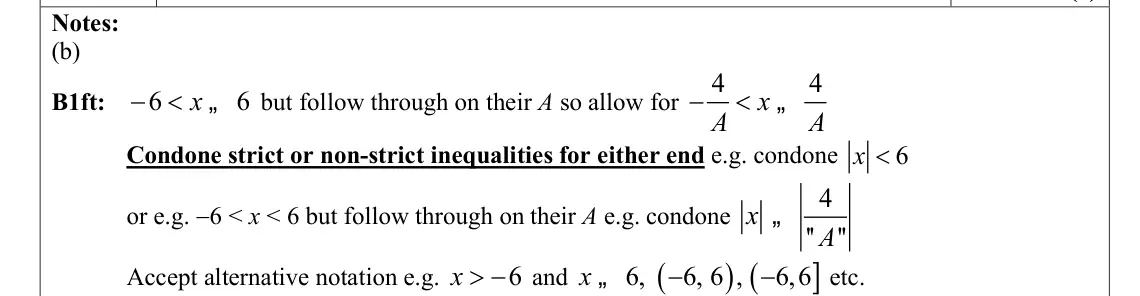 Notes:
(b)
B1ft: −6 < x „ 6 but follow through on their A so allow for −4/A < x „ 4/A
Condone strict or non-strict inequalities for either end e.g. condone |x| < 6
or e.g. –6 < x < 6 but follow through on their A e.g. condone |x| „ |4/"A"|
Accept alternative notation e.g. x > −6 and x „ 6, (−6, 6), (−6,6] etc.